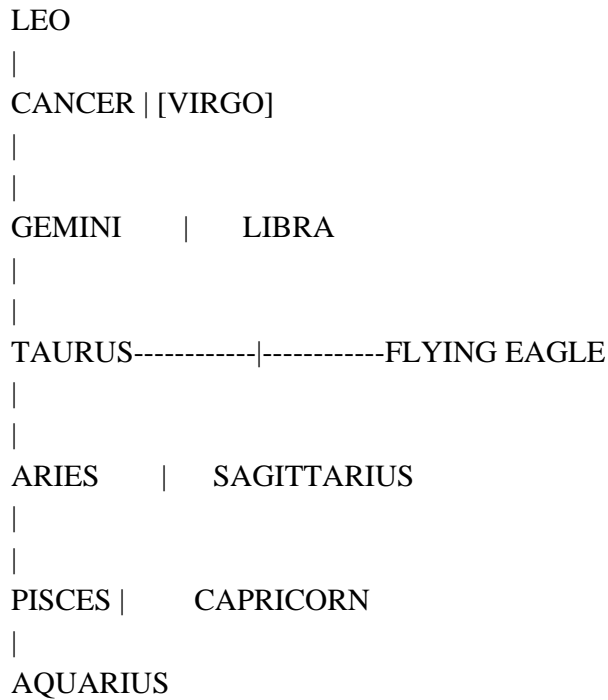 LEO
|
CANCER | [VIRGO]
|
|
GEMINI | LIBRA
|
|
TAURUS------------|------------FLYING EAGLE
|
|
ARIES | SAGITTARIUS
|
|
PISCES | CAPRICORN
|
AQUARIUS